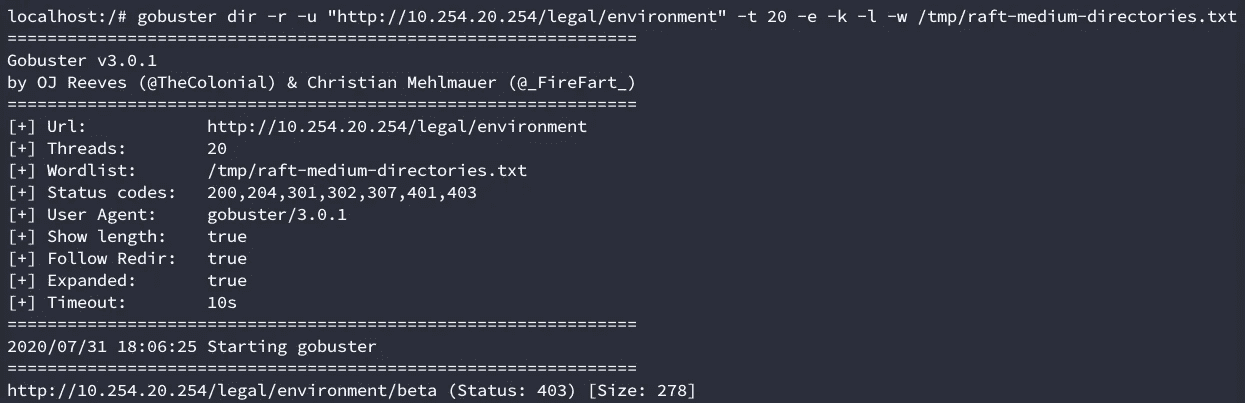 localhost:/# gobuster dir -r -u "http://10.254.20.254/legal/environment" -t 20 -e -k -l -w /tmp/raft-medium-directories.txt
===============================================================
Gobuster v3.0.1
by OJ Reeves (@TheColonial) & Christian Mehlmauer (@_FireFart_)
===============================================================
[+] Url:            http://10.254.20.254/legal/environment
[+] Threads:        20
[+] Wordlist:       /tmp/raft-medium-directories.txt
[+] Status codes:   200,204,301,302,307,401,403
[+] User Agent:     gobuster/3.0.1
[+] Show length:    true
[+] Follow Redir:   true
[+] Expanded:       true
[+] Timeout:        10s
===============================================================
2020/07/31 18:06:25 Starting gobuster
===============================================================
http://10.254.20.254/legal/environment/beta (Status: 403) [Size: 278]